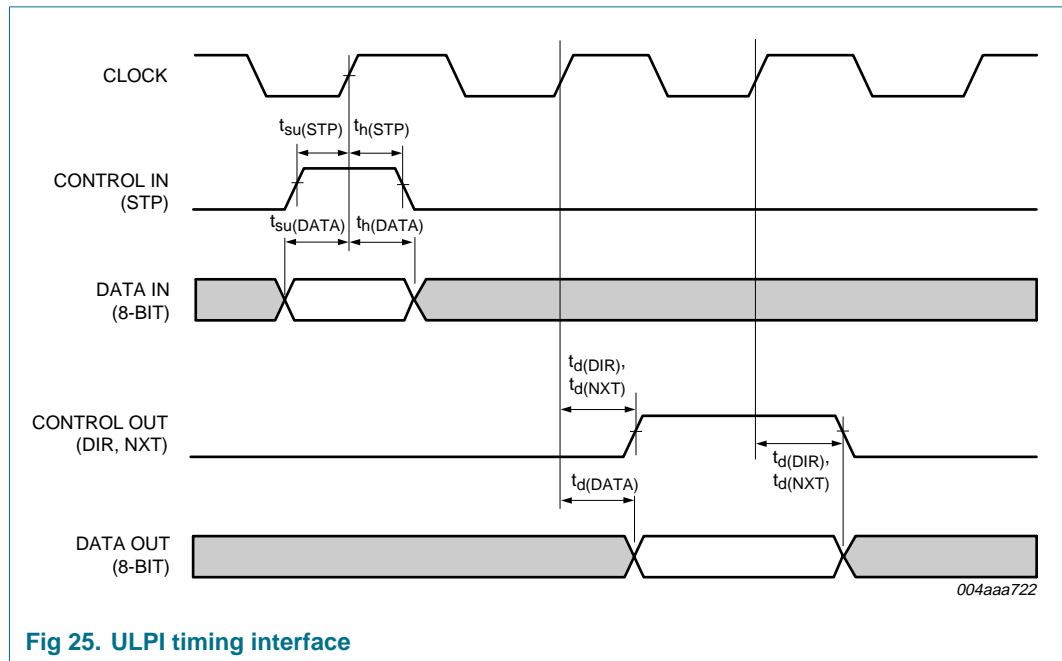 CLOCK
tsu(STP) th(STP)
CONTROL IN
(STP)
tsu(DATA) th(DATA)
DATA IN
(8-BIT)
td(DIR),
td(NXT)
CONTROL OUT
(DIR, NXT)
td(DIR),
td(NXT)
td(DATA)
DATA OUT
(8-BIT)
004aaa722
Fig 25. ULPI timing interface